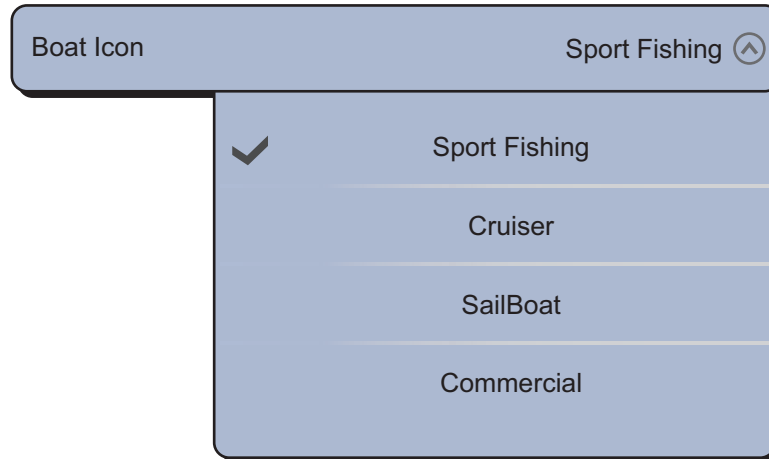 Boat Icon Sport Fishing
Sport Fishing
Cruiser
SailBoat
Commercial